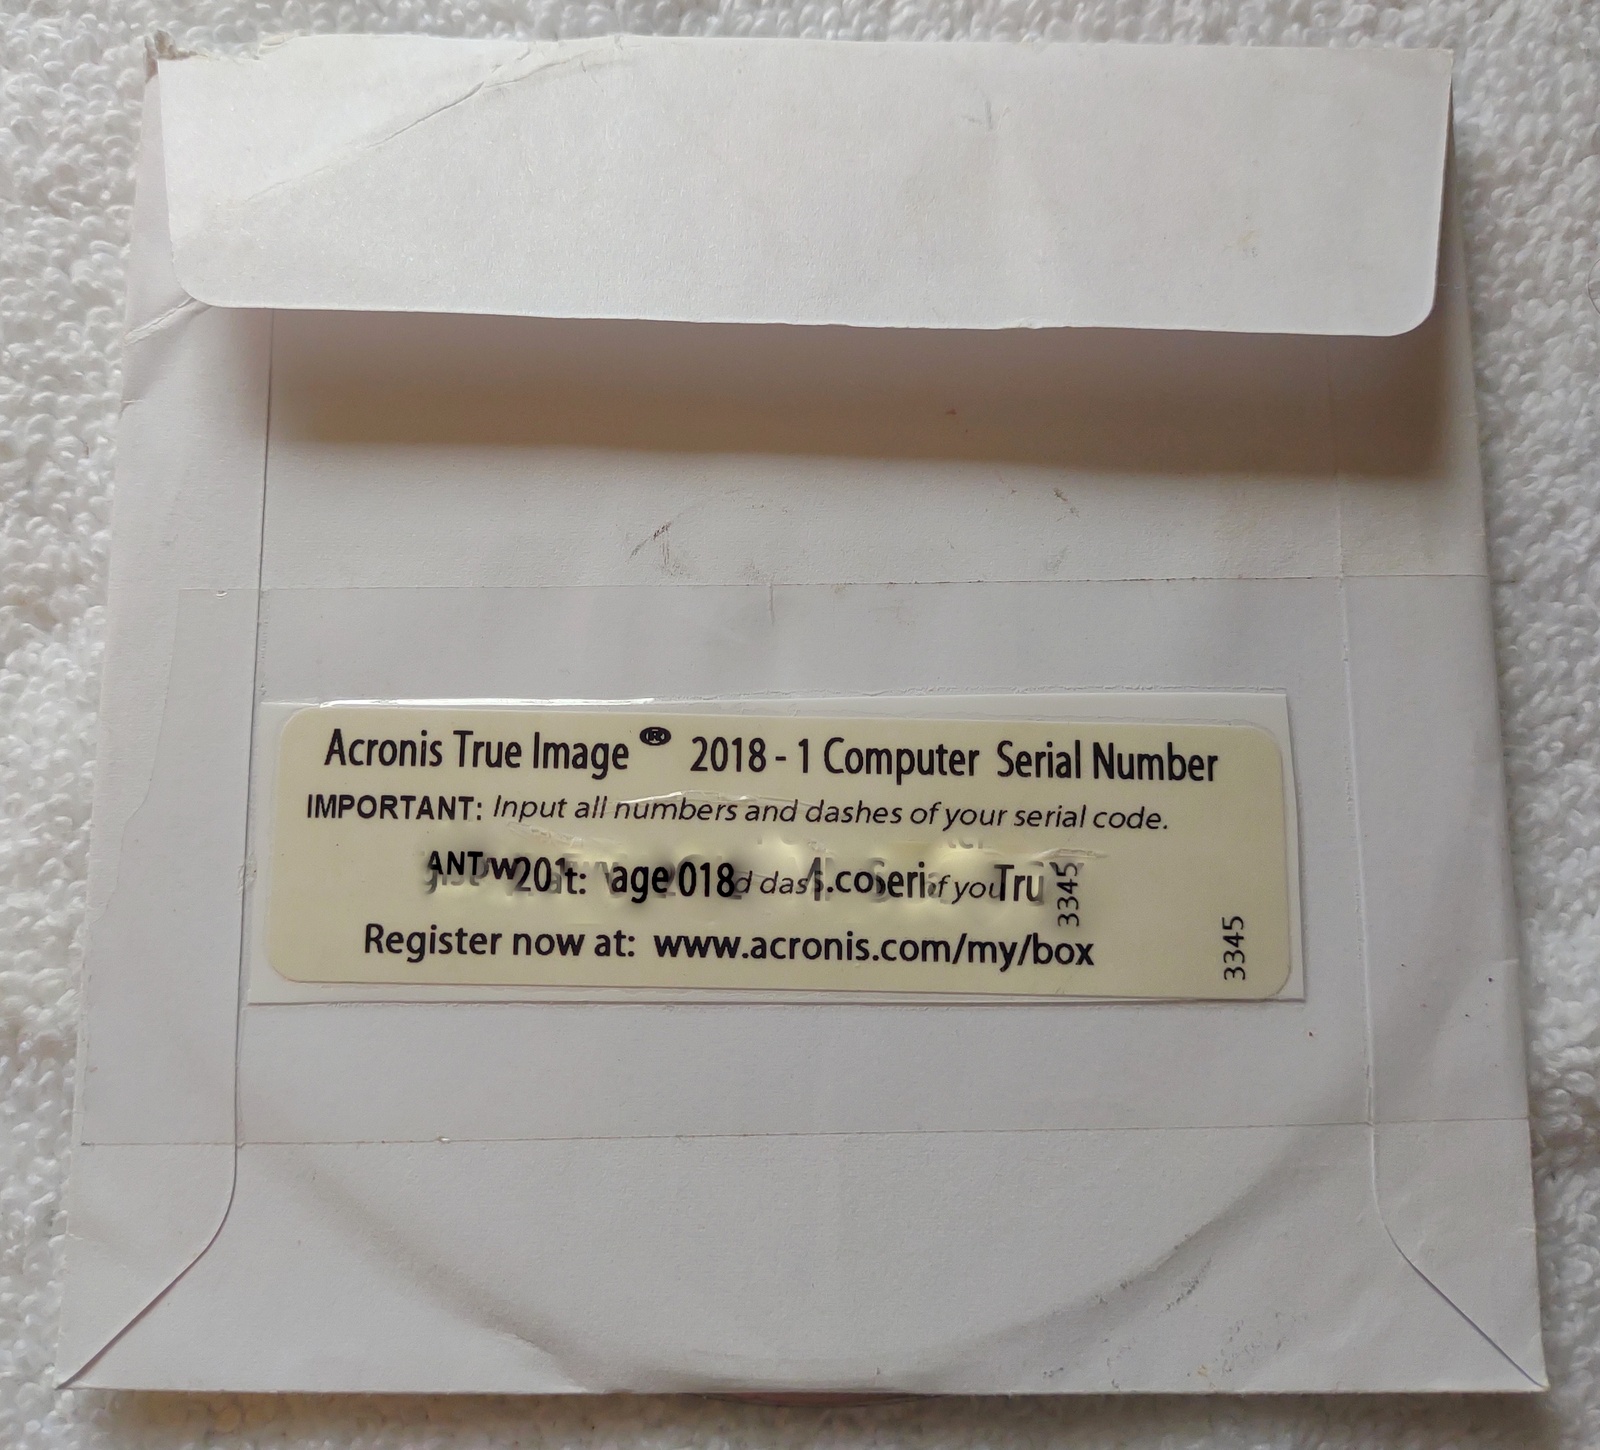 Acronis True Image ® 2018 - 1 Computer Serial Number
IMPORTANT: Input all numbers and dashes of your serial code.
Register now at: www.acronis.com/my/box
3345
3345